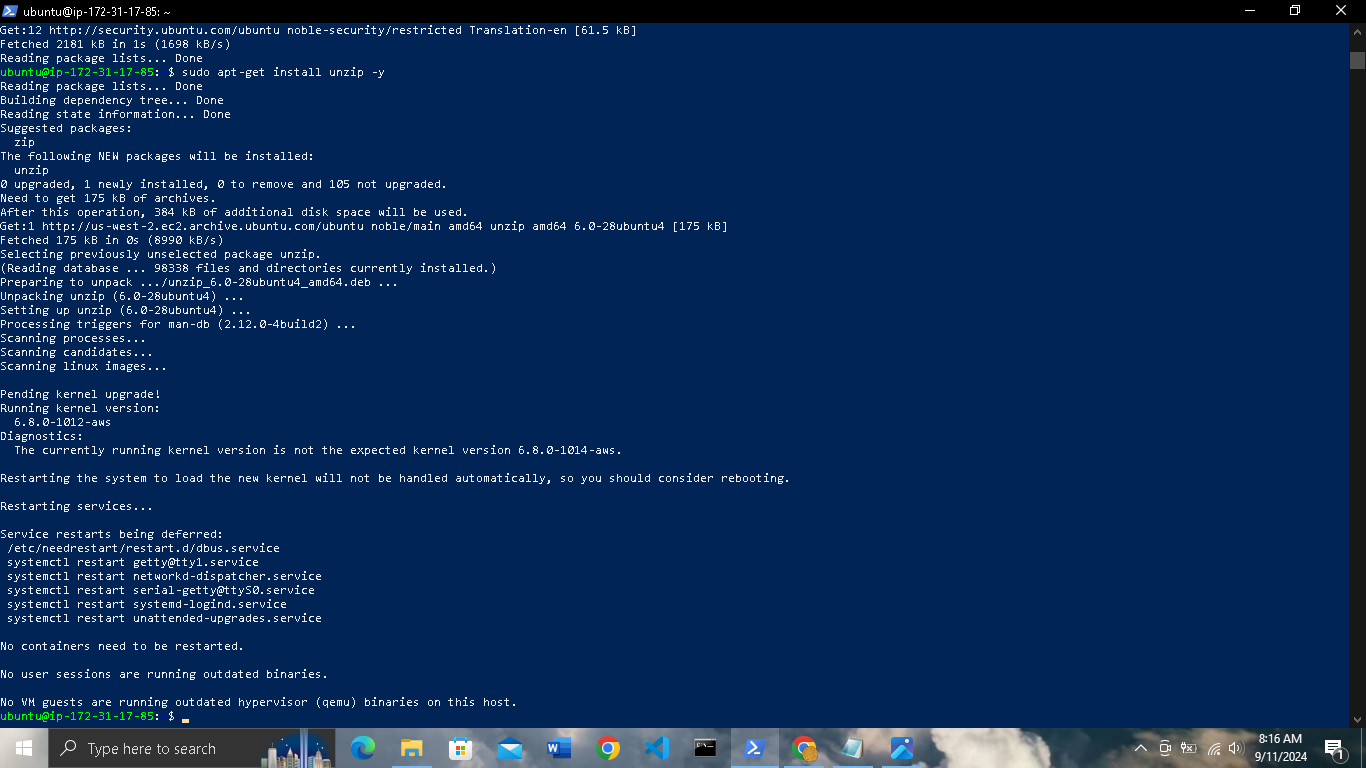 ubuntu@ip-172-31-17-85: ~
Get:12 http://security.ubuntu.com/ubuntu noble-security/restricted Translation-en [61.5 kB]
Fetched 2181 kB in 1s (1698 kB/s)
Reading package lists... Done
ubuntu@ip-172-31-17-85:~$ sudo apt-get install unzip -y
Reading package lists... Done
Building dependency tree... Done
Reading state information... Done
Suggested packages:
  zip
The following NEW packages will be installed:
  unzip
0 upgraded, 1 newly installed, 0 to remove and 105 not upgraded.
Need to get 175 kB of archives.
After this operation, 384 kB of additional disk space will be used.
Get:1 http://us-west-2.ec2.archive.ubuntu.com/ubuntu noble/main amd64 unzip amd64 6.0-28ubuntu4 [175 kB]
Fetched 175 kB in 0s (8990 kB/s)
Selecting previously unselected package unzip.
(Reading database ... 98338 files and directories currently installed.)
Preparing to unpack .../unzip_6.0-28ubuntu4_amd64.deb ...
Unpacking unzip (6.0-28ubuntu4) ...
Setting up unzip (6.0-28ubuntu4) ...
Processing triggers for man-db (2.12.0-4build2) ...
Scanning processes...
Scanning candidates...
Scanning linux images...
Pending kernel upgrade!
Running kernel version:
  6.8.0-1012-aws
Diagnostics:
  The currently running kernel version is not the expected kernel version 6.8.0-1014-aws.
Restarting the system to load the new kernel will not be handled automatically, so you should consider rebooting.
Restarting services...
Service restarts being deferred:
 /etc/needrestart/restart.d/dbus.service
 systemctl restart getty@tty1.service
 systemctl restart networkd-dispatcher.service
 systemctl restart serial-getty@ttyS0.service
 systemctl restart systemd-logind.service
 systemctl restart unattended-upgrades.service
No containers need to be restarted.
No user sessions are running outdated binaries.
No VM guests are running outdated hypervisor (qemu) binaries on this host.
ubuntu@ip-172-31-17-85:~$
Type here to search
8:16 AM
9/11/2024
1